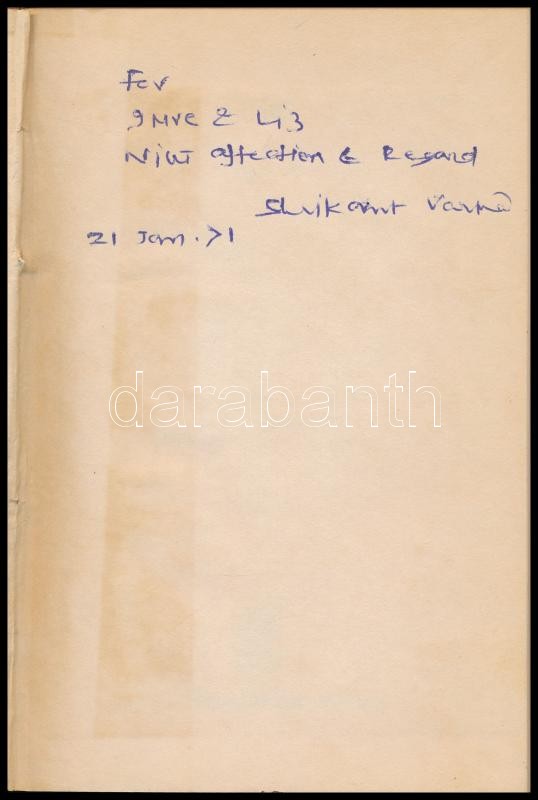 For
Imre & Liz
With affection & Regard
Shrikant Varma
21 Jan. 71
darabanth